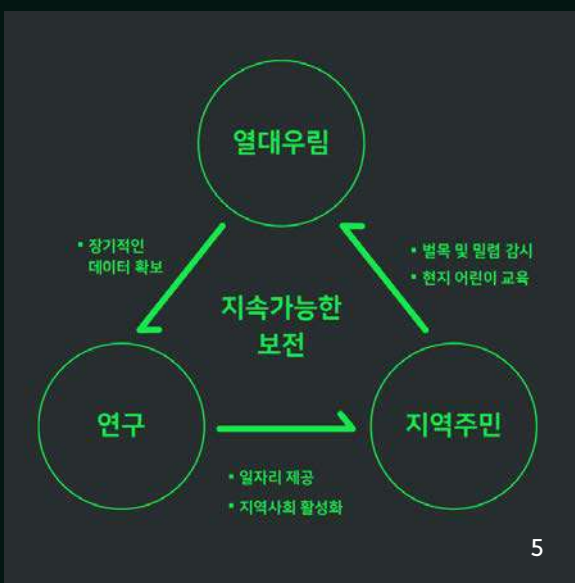 열대우림
• 장기적인
데이터 확보
• 벌목 및 밀렵 감시
• 현지 어린이 교육
지속가능한
보전
연구
지역주민
• 일자리 제공
• 지역사회 활성화
5